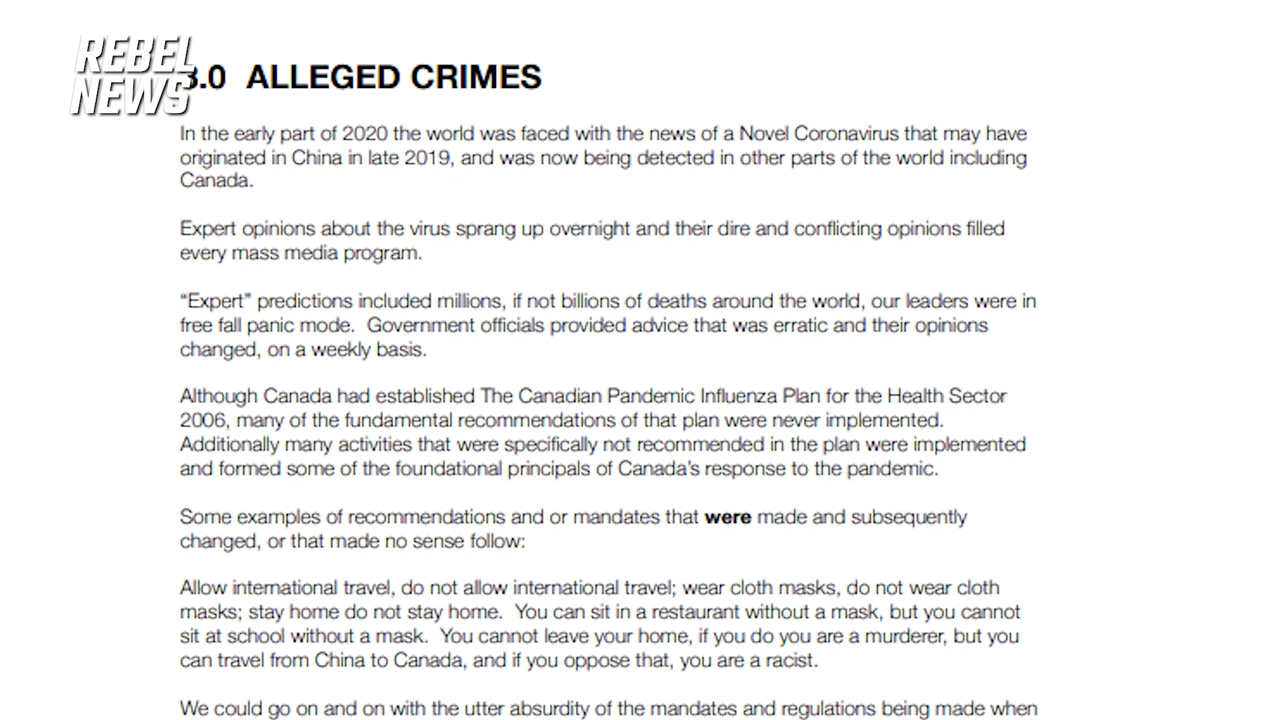 REBEL
NEWS
3.0 ALLEGED CRIMES
In the early part of 2020 the world was faced with the news of a Novel Coronavirus that may have
originated in China in late 2019, and was now being detected in other parts of the world including
Canada.
Expert opinions about the virus sprang up overnight and their dire and conflicting opinions filled
every mass media program.
“Expert” predictions included millions, if not billions of deaths around the world, our leaders were in
free fall panic mode.  Government officials provided advice that was erratic and their opinions
changed, on a weekly basis.
Although Canada had established The Canadian Pandemic Influenza Plan for the Health Sector
2006, many of the fundamental recommendations of that plan were never implemented.
Additionally many activities that were specifically not recommended in the plan were implemented
and formed some of the foundational principals of Canada’s response to the pandemic.
Some examples of recommendations and or mandates that were made and subsequently
changed, or that made no sense follow:
Allow international travel, do not allow international travel; wear cloth masks, do not wear cloth
masks; stay home do not stay home.  You can sit in a restaurant without a mask, but you cannot
sit at school without a mask.  You cannot leave your home, if you do you are a murderer, but you
can travel from China to Canada, and if you oppose that, you are a racist.
We could go on and on with the utter absurdity of the mandates and regulations being made when